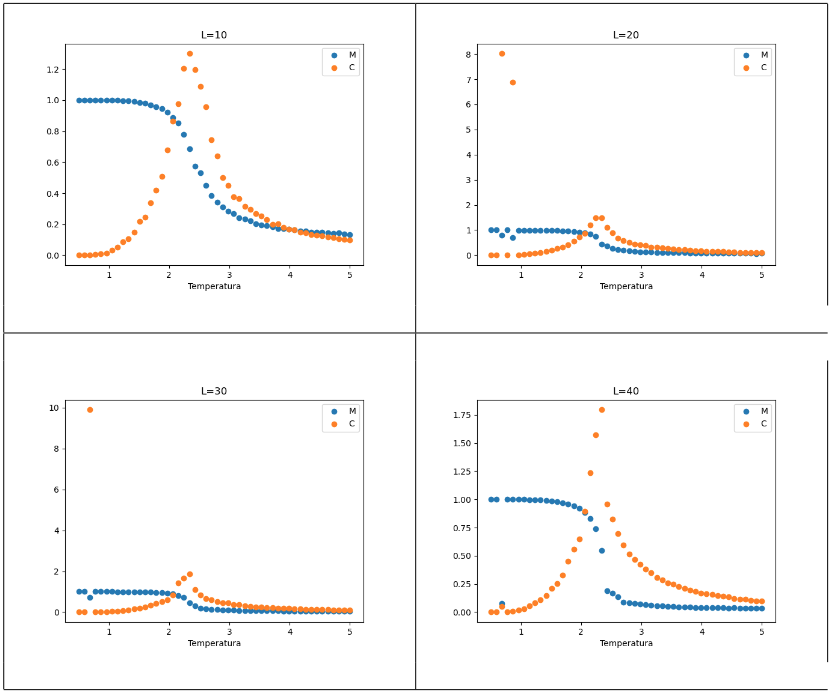 L=10
M
C
1.2
1.0
0.8
0.6
0.4
0.2
0.0
1 2 3 4 5
Temperatura
L=20
M
C
8
7
6
5
4
3
2
1
0
1 2 3 4 5
Temperatura
L=30
M
C
10
8
6
4
2
0
1 2 3 4 5
Temperatura
L=40
M
C
1.75
1.50
1.25
1.00
0.75
0.50
0.25
0.00
1 2 3 4 5
Temperatura